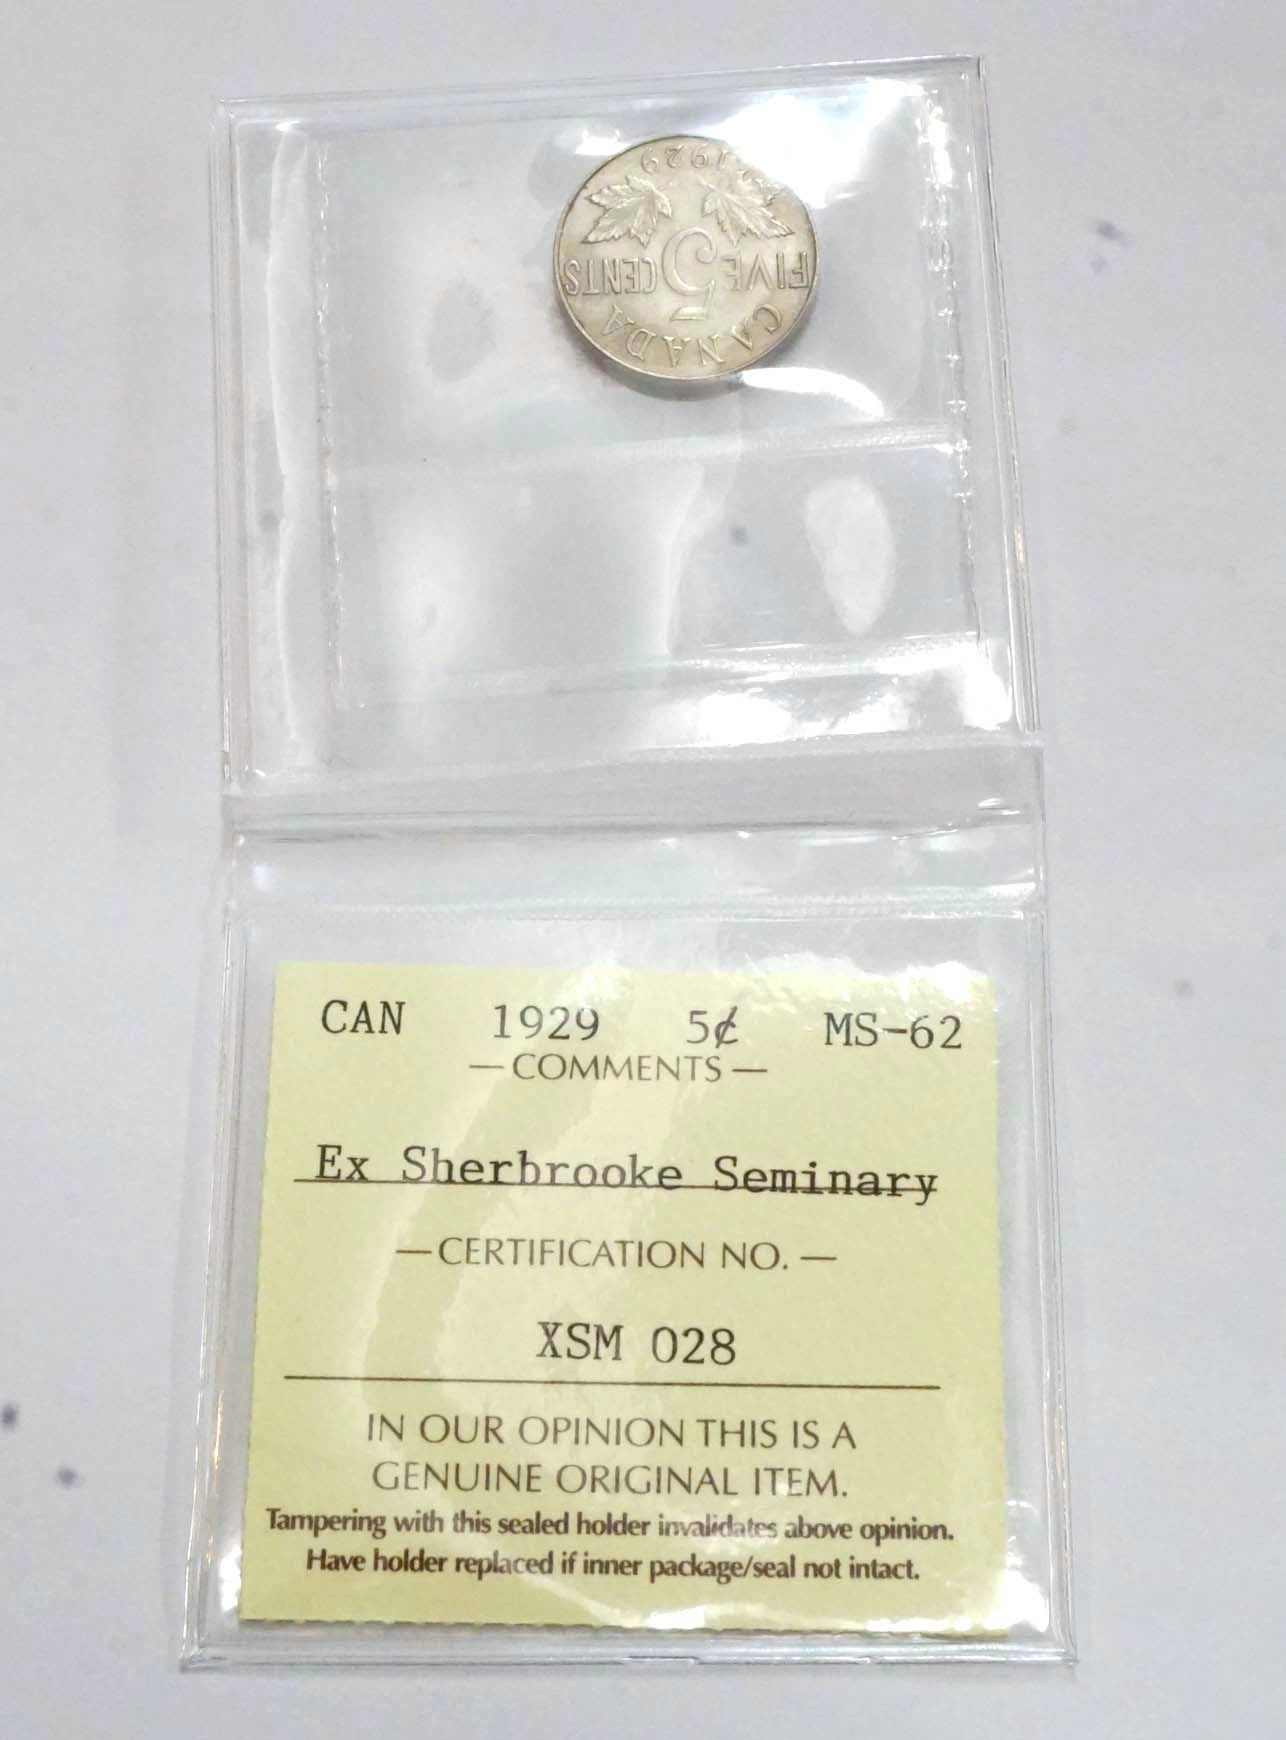 1929
FIVE 5 CENTS
CANADA
CAN 1929 5¢ MS-62
—COMMENTS—
Ex Sherbrooke Seminary
—CERTIFICATION NO.—
XSM 028
IN OUR OPINION THIS IS A
GENUINE ORIGINAL ITEM.
Tampering with this sealed holder invalidates above opinion.
Have holder replaced if inner package/seal not intact.